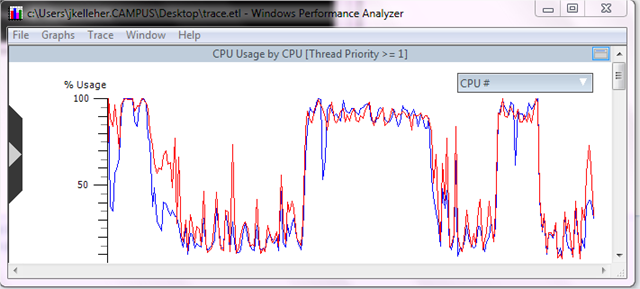 c:\Users\jkelleher.CAMPUS\Desktop\trace.etl - Windows Performance Analyzer
File Graphs Trace Window Help
CPU Usage by CPU [Thread Priority >= 1]
% Usage
CPU #
100
50